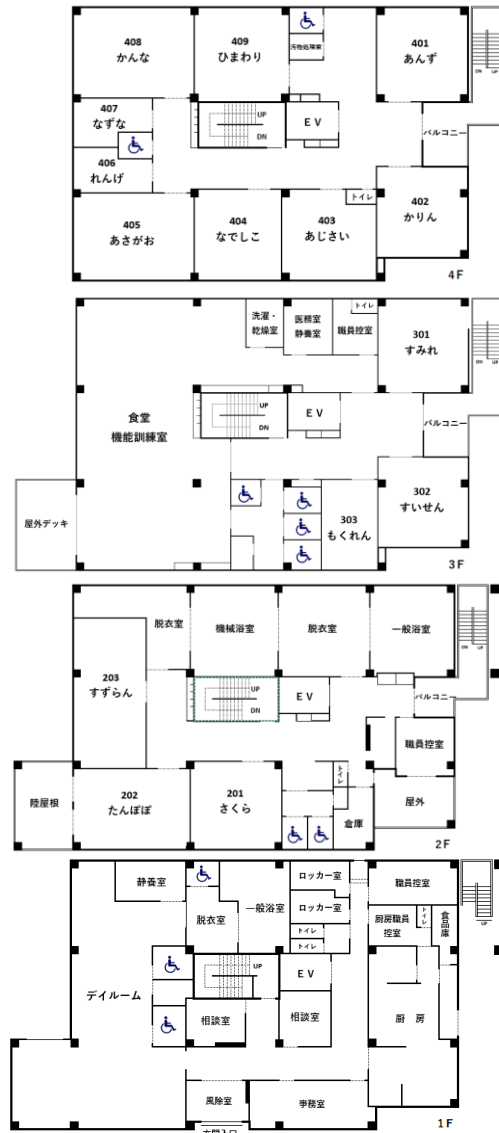 408
かんな
409
ひまわり
汚物処理室
401
あんず
DN UP
407
なずな
UP
DN
EV
バルコニー
406
れんげ
405
あさがお
404
なでしこ
403
あじさい
トイレ
402
かりん
4F
洗濯・
乾燥室
医務室
静養室
トイレ
職員控室
301
すみれ
DN UP
食堂
機能訓練室
UP
DN
EV
バルコニー
屋外デッキ
303
もくれん
302
すいせん
3F
脱衣室
機械浴室
脱衣室
一般浴室
DN UP
203
すずらん
UP
DN
EV
バルコニー
職員控室
陸屋根
202
たんぽぽ
201
さくら
トイレ
倉庫
屋外
2F
静養室
脱衣室
一般浴室
ロッカー室
ロッカー室
トイレ
トイレ
職員控室
厨房職員
控室
トイレ
食品庫
UP
デイルーム
UP
EV
相談室
相談室
厨房
風除室
事務室
1F